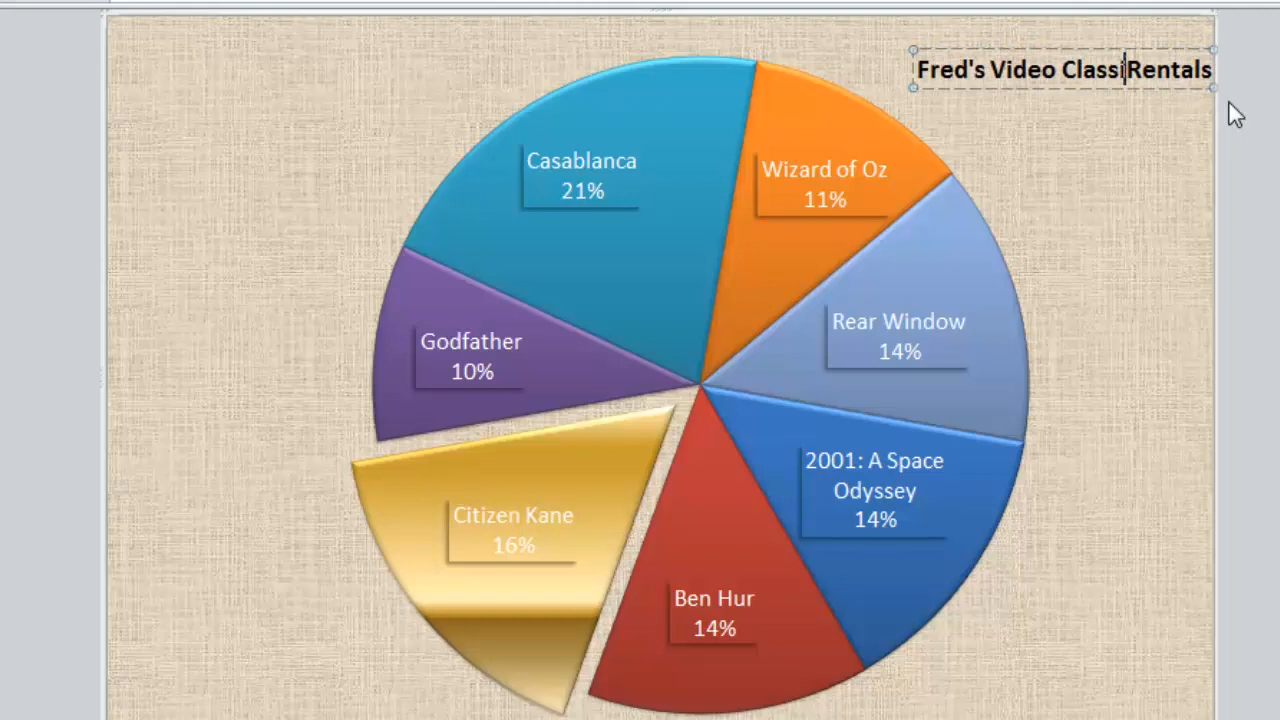 Fred's Video ClassiRentals
Casablanca
21%
Wizard of Oz
11%
Rear Window
14%
Godfather
10%
2001: A Space
Odyssey
14%
Citizen Kane
16%
Ben Hur
14%